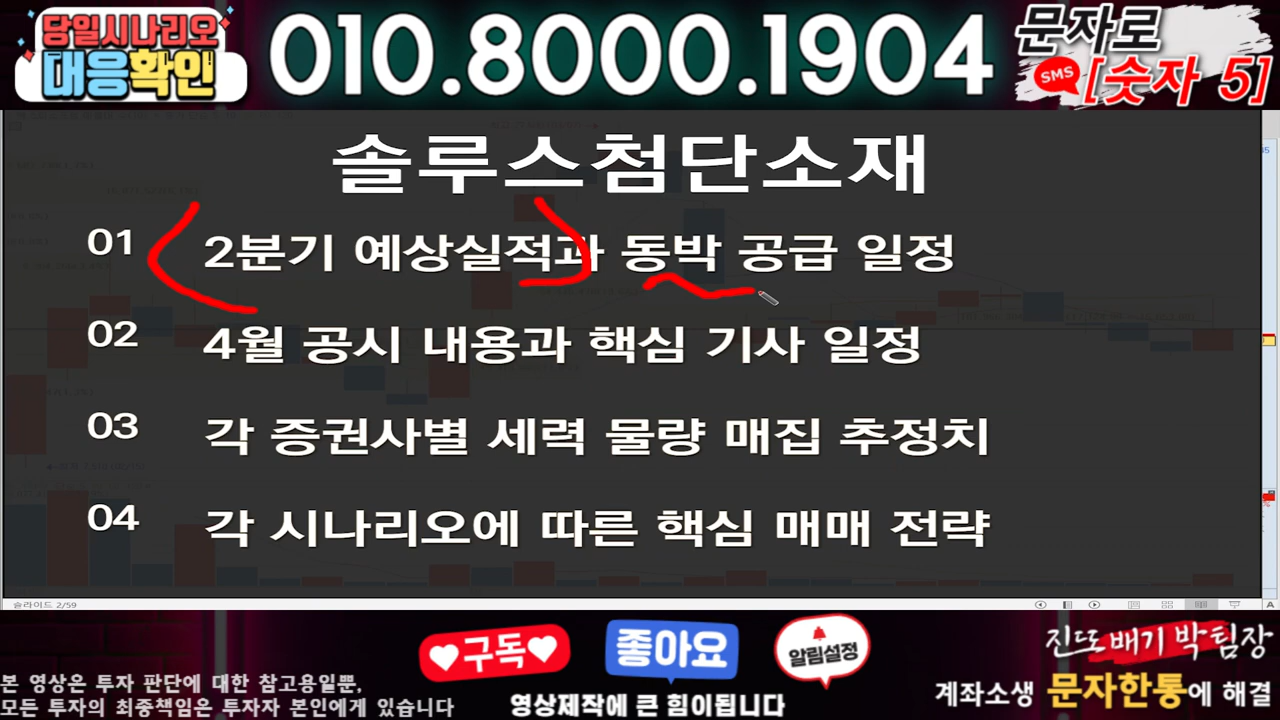 당일시나리오
대응확인
010.8000.1904
문자로
SMS
[숫자 5]
솔루스첨단소재
01 2분기 예상실적과 동박 공급 일정
02 4월 공시 내용과 핵심 기사 일정
03 각 증권사별 세력 물량 매집 추정치
04 각 시나리오에 따른 핵심 매매 전략
슬라이드 2/59
구독
좋아요
알림설정
영상제작에 큰 힘이됩니다
본 영상은 투자 판단에 대한 참고용일뿐,
모든 투자의 최종책임은 투자자 본인에게 있습니다
진또배기 박팀장
계좌소생 문자한통에 해결